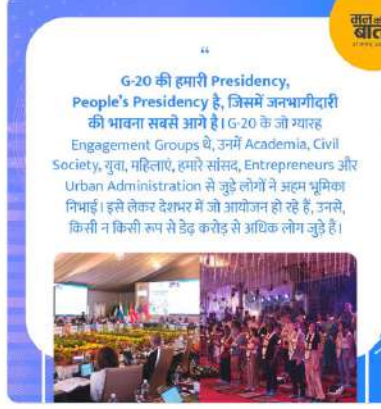 मन की
बात
“
G-20 की हमारी Presidency,
People's Presidency है, जिसमें जनभागीदारी
की भावना सबसे आगे है। G-20 के जो ग्यारह
Engagement Groups थे, उनमें Academia, Civil
Society, युवा, महिलाएं, हमारे सांसद, Entrepreneurs और
Urban Administration से जुड़े लोगों ने अहम भूमिका
निभाई। इसे लेकर देशभर में जो आयोजन हो रहे हैं, उनसे,
किसी न किसी रूप से डेढ़ करोड़ से अधिक लोग जुड़े हैं।